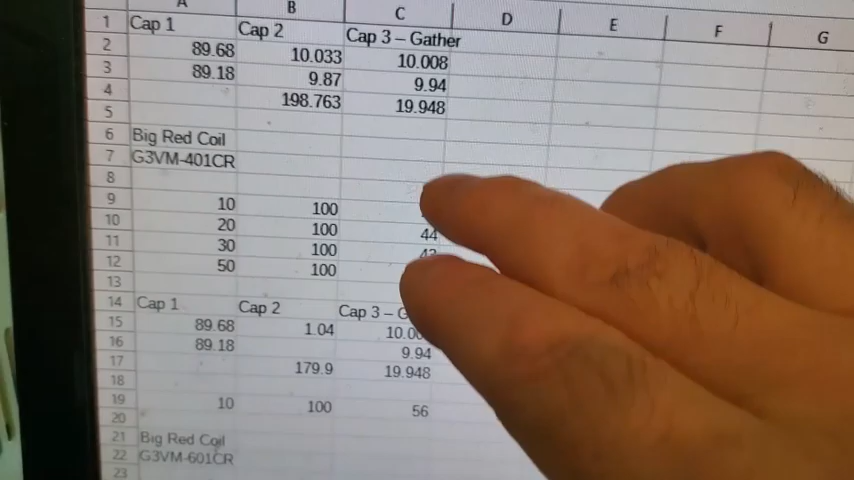 A B C D E F G
1 Cap 1 Cap 2 Cap 3 – Gather
2 89.68 10.033 10.008
3 89.18 9.87 9.94
4 198.763 19.948
5
6 Big Red Coil
7 G3VM-401CR
8
9 10 100
10 20 100 44
11 30 100
12 50 100
13
14 Cap 1 Cap 2 Cap 3 – G
15 89.68 1.04 10.00
16 89.18 9.94
17 179.9 19.948
18
19 10 100 56
20
21 Big Red Coil
22 G3VM-601CR
23